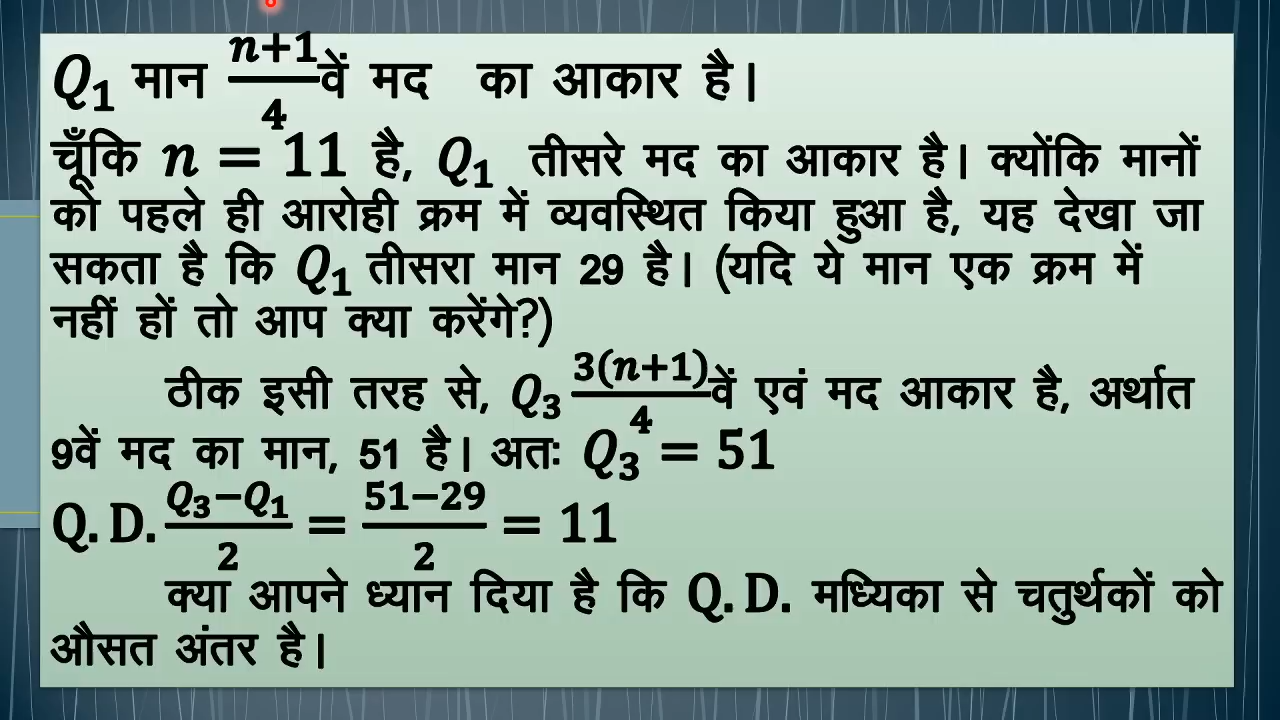 Q₁ मान (n+1)/4 वें मद का आकार है।
चूँकि n = 11 है, Q₁ तीसरे मद का आकार है। क्योंकि मानों
को पहले ही आरोही क्रम में व्यवस्थित किया हुआ है, यह देखा जा
सकता है कि Q₁ तीसरा मान 29 है। (यदि ये मान एक क्रम में
नहीं हों तो आप क्या करेंगे?)
ठीक इसी तरह से, Q₃ 3(n+1)/4 वें एवं मद आकार है, अर्थात
9वें मद का मान, 51 है। अतः Q₃ = 51
Q. D. (Q₃−Q₁)/2 = (51−29)/2 = 11
क्या आपने ध्यान दिया है कि Q. D. मध्यिका से चतुर्थकों को
औसत अंतर है।